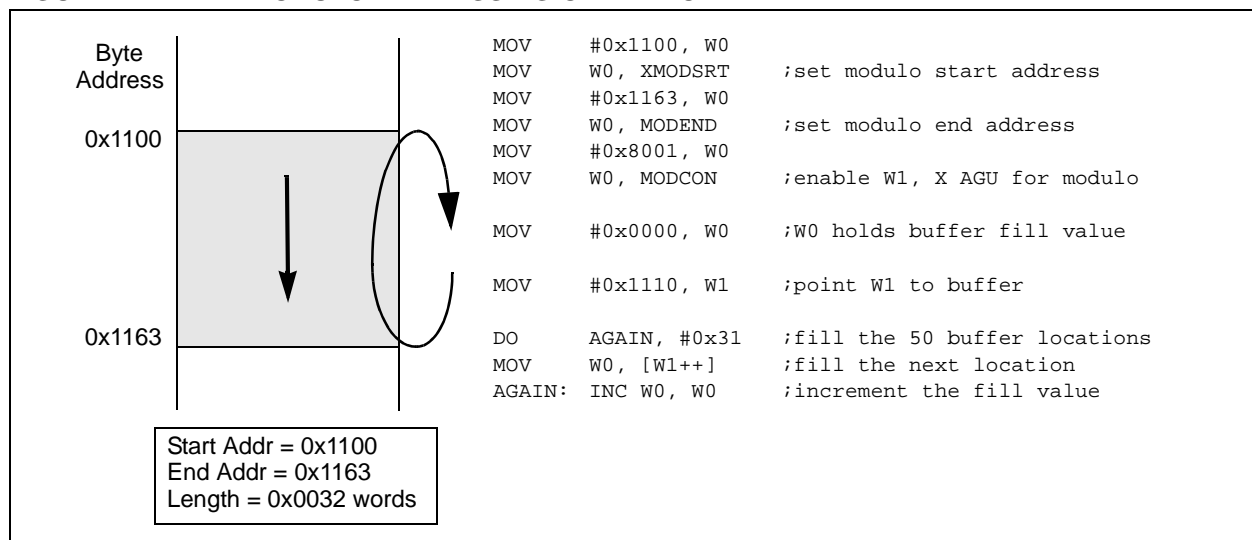 Byte
Address
0x1100
0x1163
MOV #0x1100, W0
MOV W0, XMODSRT ;set modulo start address
MOV #0x1163, W0
MOV W0, MODEND ;set modulo end address
MOV #0x8001, W0
MOV W0, MODCON ;enable W1, X AGU for modulo
MOV #0x0000, W0 ;W0 holds buffer fill value
MOV #0x1110, W1 ;point W1 to buffer
DO AGAIN, #0x31 ;fill the 50 buffer locations
MOV W0, [W1++] ;fill the next location
AGAIN: INC W0, W0 ;increment the fill value
Start Addr = 0x1100
End Addr = 0x1163
Length = 0x0032 words